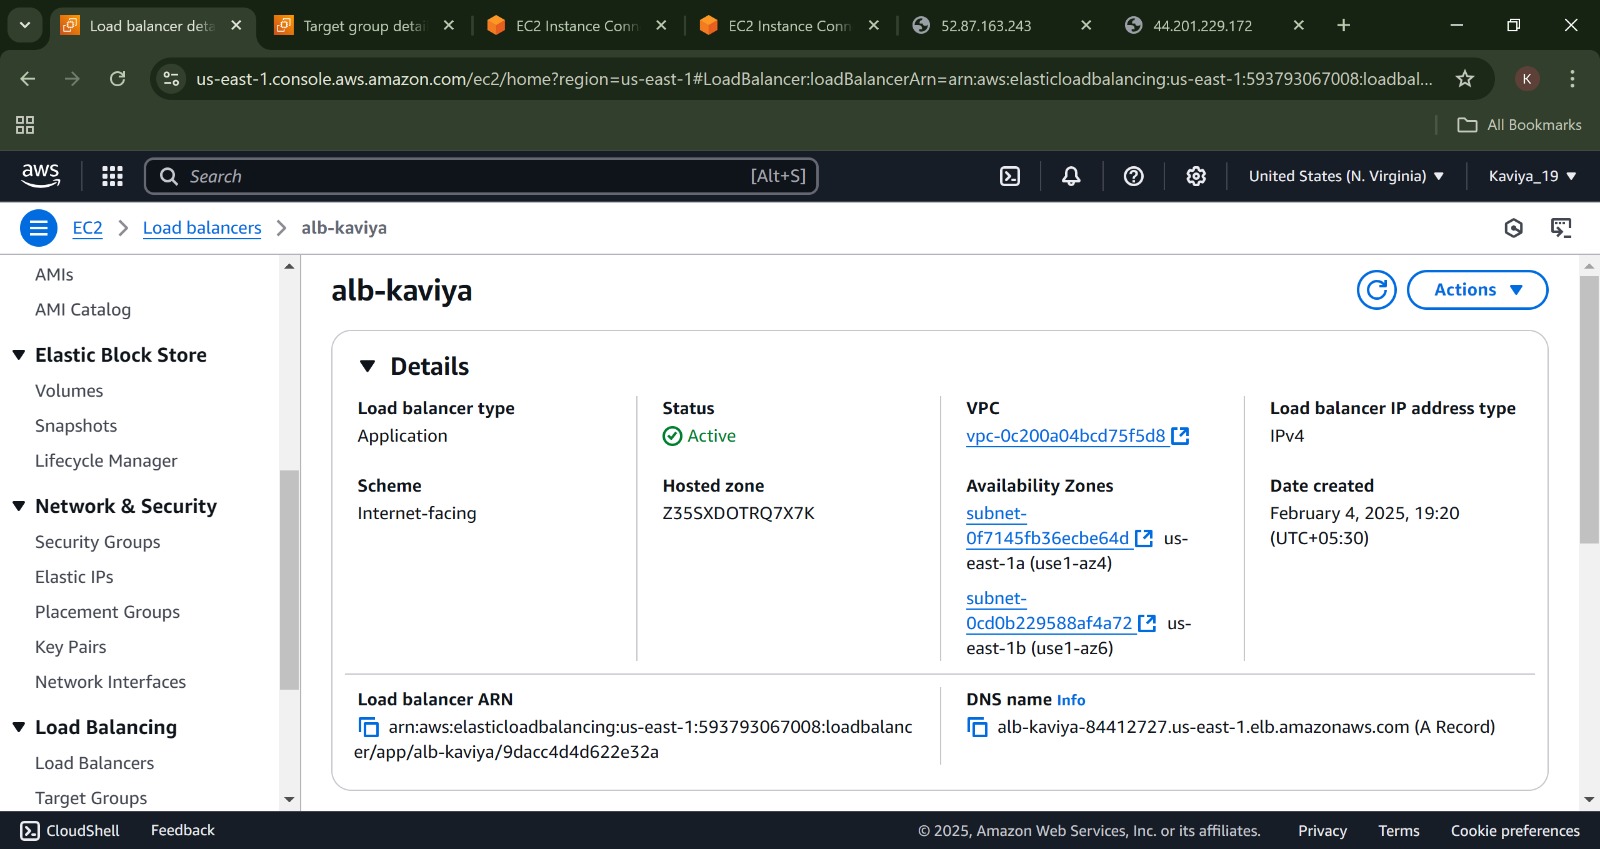 Load balancer deta
Target group detai
EC2 Instance Conn
EC2 Instance Conn
52.87.163.243
44.201.229.172
us-east-1.console.aws.amazon.com/ec2/home?region=us-east-1#LoadBalancer:loadBalancerArn=arn:aws:elasticloadbalancing:us-east-1:593793067008:loadbal...
K
All Bookmarks
aws
Search
[Alt+S]
United States (N. Virginia)
Kaviya_19
EC2
Load balancers
alb-kaviya
AMIs
AMI Catalog
Elastic Block Store
Volumes
Snapshots
Lifecycle Manager
Network & Security
Security Groups
Elastic IPs
Placement Groups
Key Pairs
Network Interfaces
Load Balancing
Load Balancers
Target Groups
alb-kaviya
Actions
Details
Load balancer type
Application
Status
Active
VPC
vpc-0c200a04bcd75f5d8
Load balancer IP address type
IPv4
Scheme
Internet-facing
Hosted zone
Z35SXDOTRQ7X7K
Availability Zones
subnet-
0f7145fb36ecbe64d us-
east-1a (use1-az4)
subnet-
0cd0b229588af4a72 us-
east-1b (use1-az6)
Date created
February 4, 2025, 19:20
(UTC+05:30)
Load balancer ARN
arn:aws:elasticloadbalancing:us-east-1:593793067008:loadbalanc
er/app/alb-kaviya/9dacc4d4d622e32a
DNS name Info
alb-kaviya-84412727.us-east-1.elb.amazonaws.com (A Record)
CloudShell
Feedback
© 2025, Amazon Web Services, Inc. or its affiliates.
Privacy
Terms
Cookie preferences